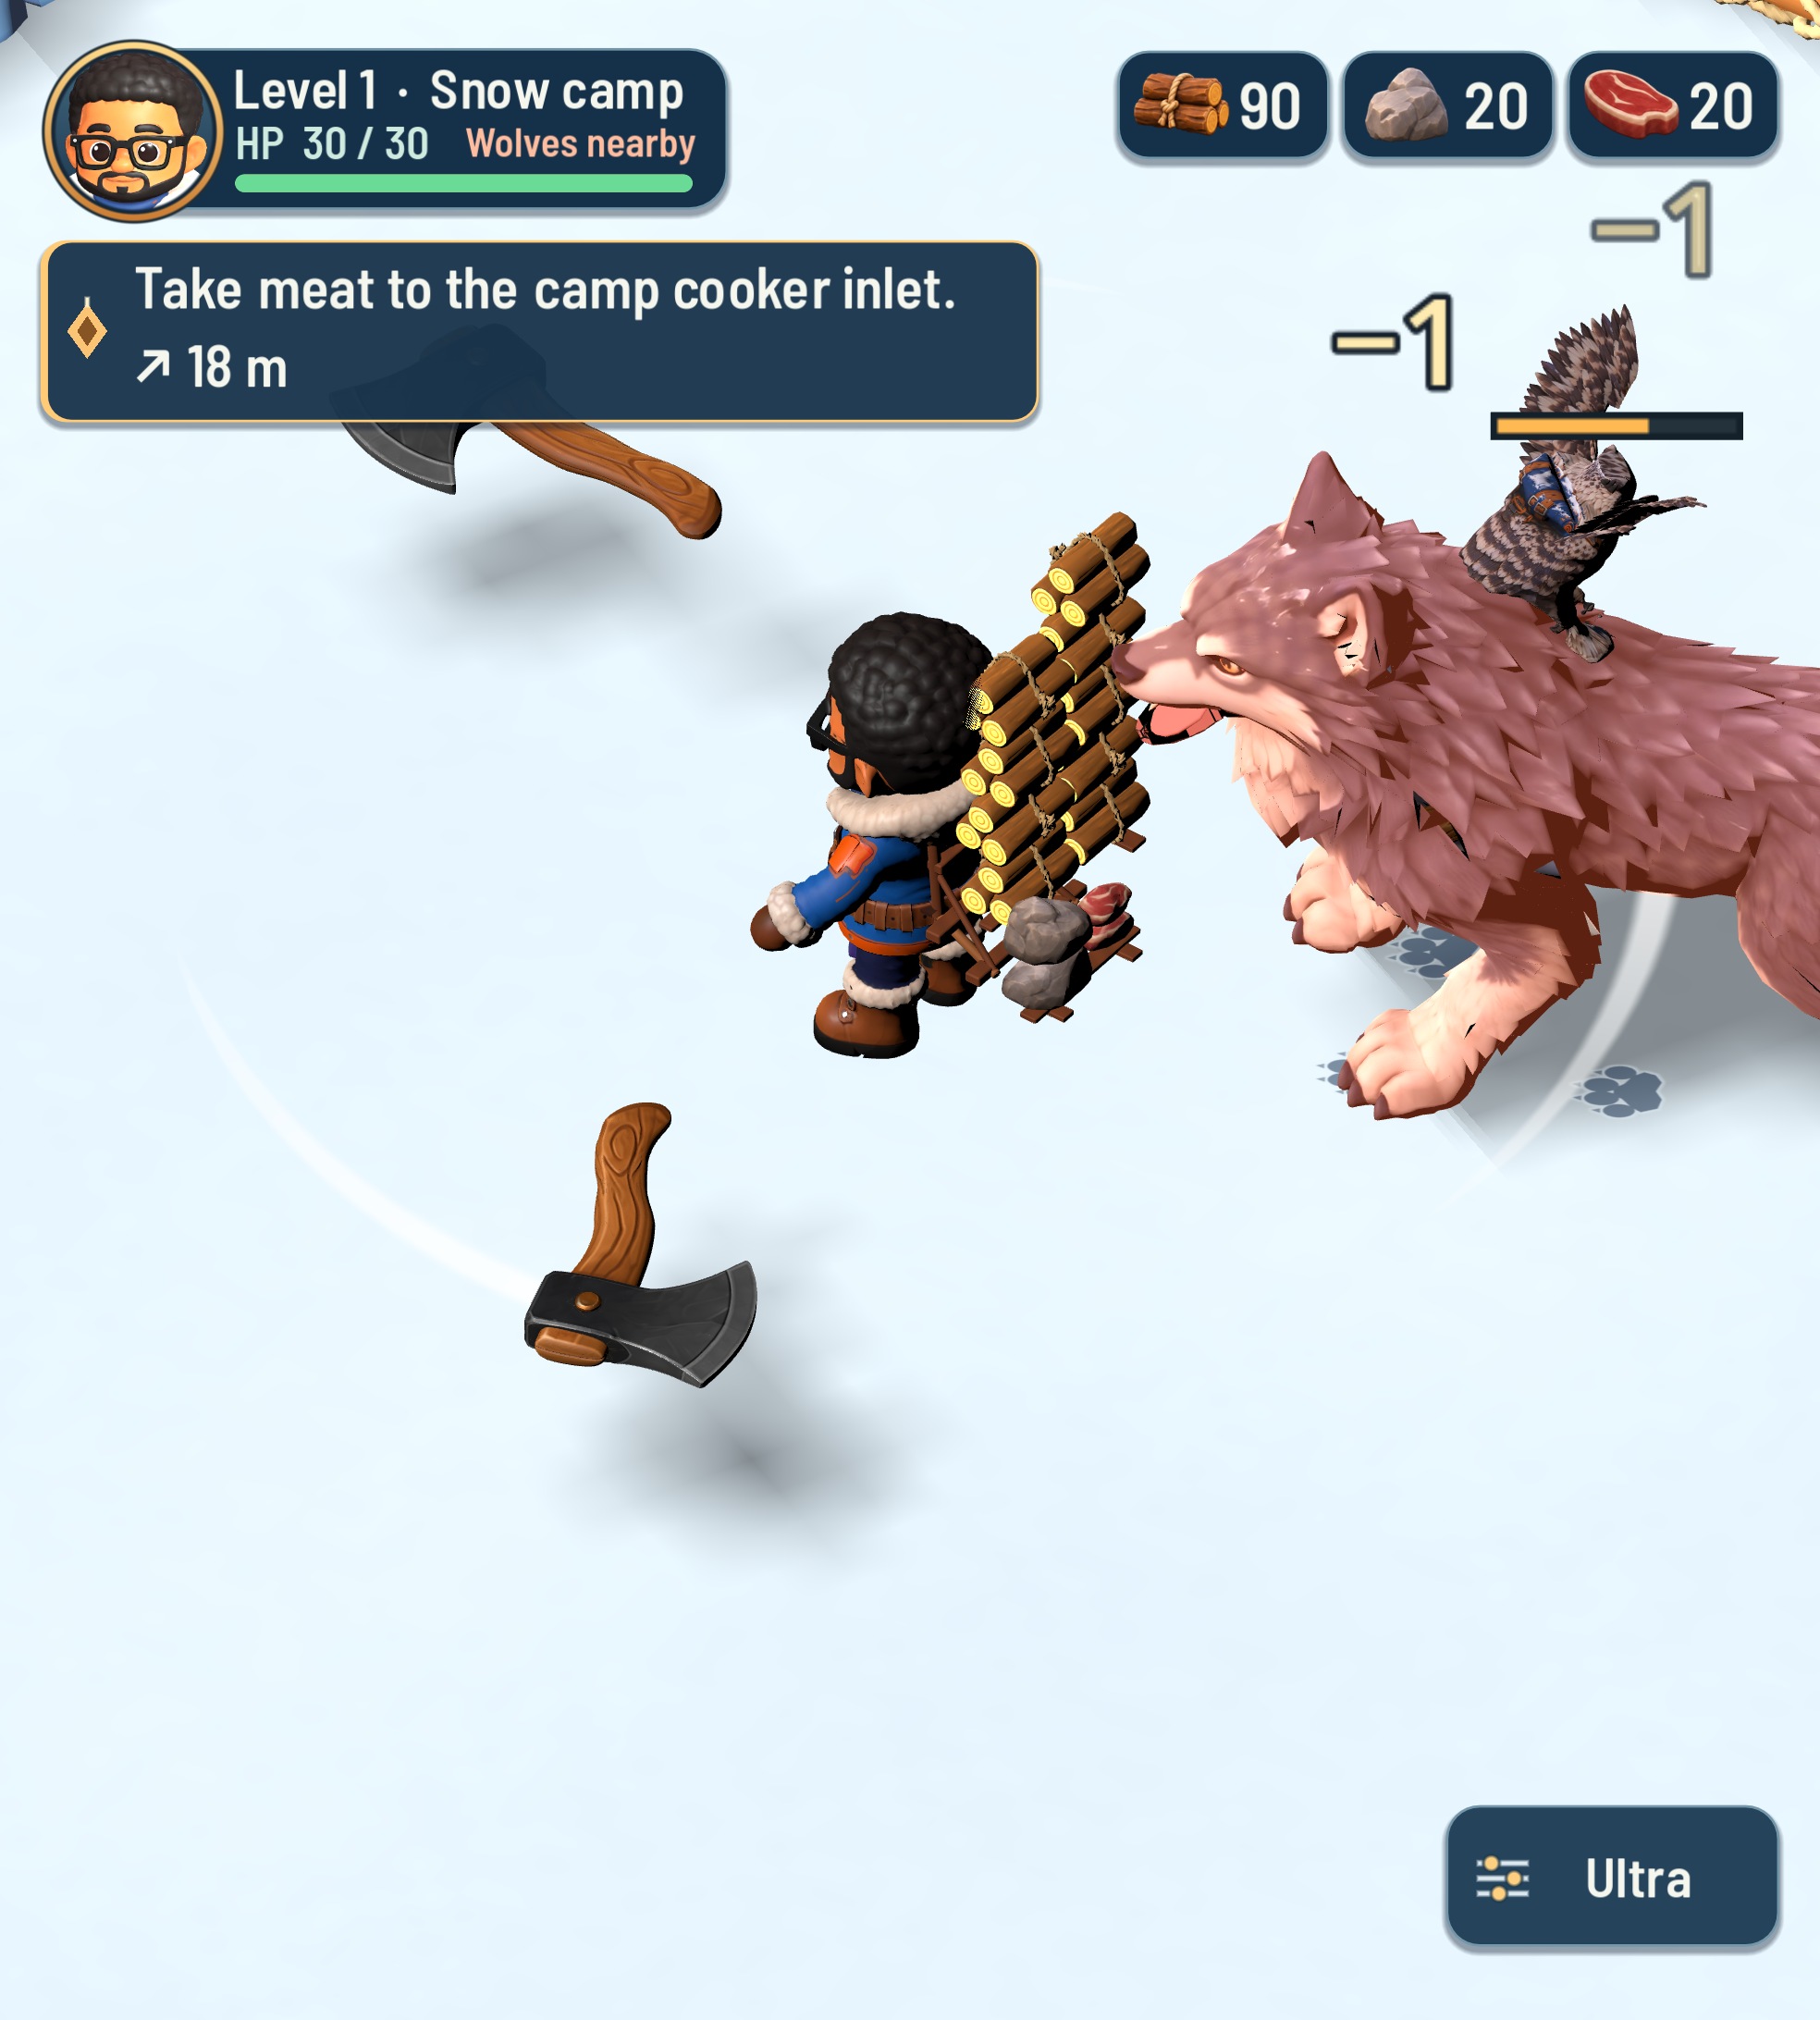 Level 1 · Snow camp
HP 30 / 30 Wolves nearby
90 20 20
Take meat to the camp cooker inlet.
↗ 18 m
-1
-1
Ultra